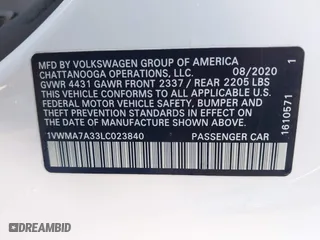 MFD BY VOLKSWAGEN GROUP OF AMERICA
CHATTANOOGA OPERATIONS, LLC. 08/2020
GVWR 4431 GAWR FRONT 2337 / REAR 2205 LBS
THIS VEHICLE CONFORMS TO ALL APPLICABLE U.S.
FEDERAL MOTOR VEHICLE SAFETY, BUMPER AND
THEFT PREVENTION STANDARDS IN EFFECT ON THE
DATE OF MANUFACTURE SHOWN ABOVE.
1VWMA7A33LC023840 PASSENGER CAR
1610571 1
DREAMBID